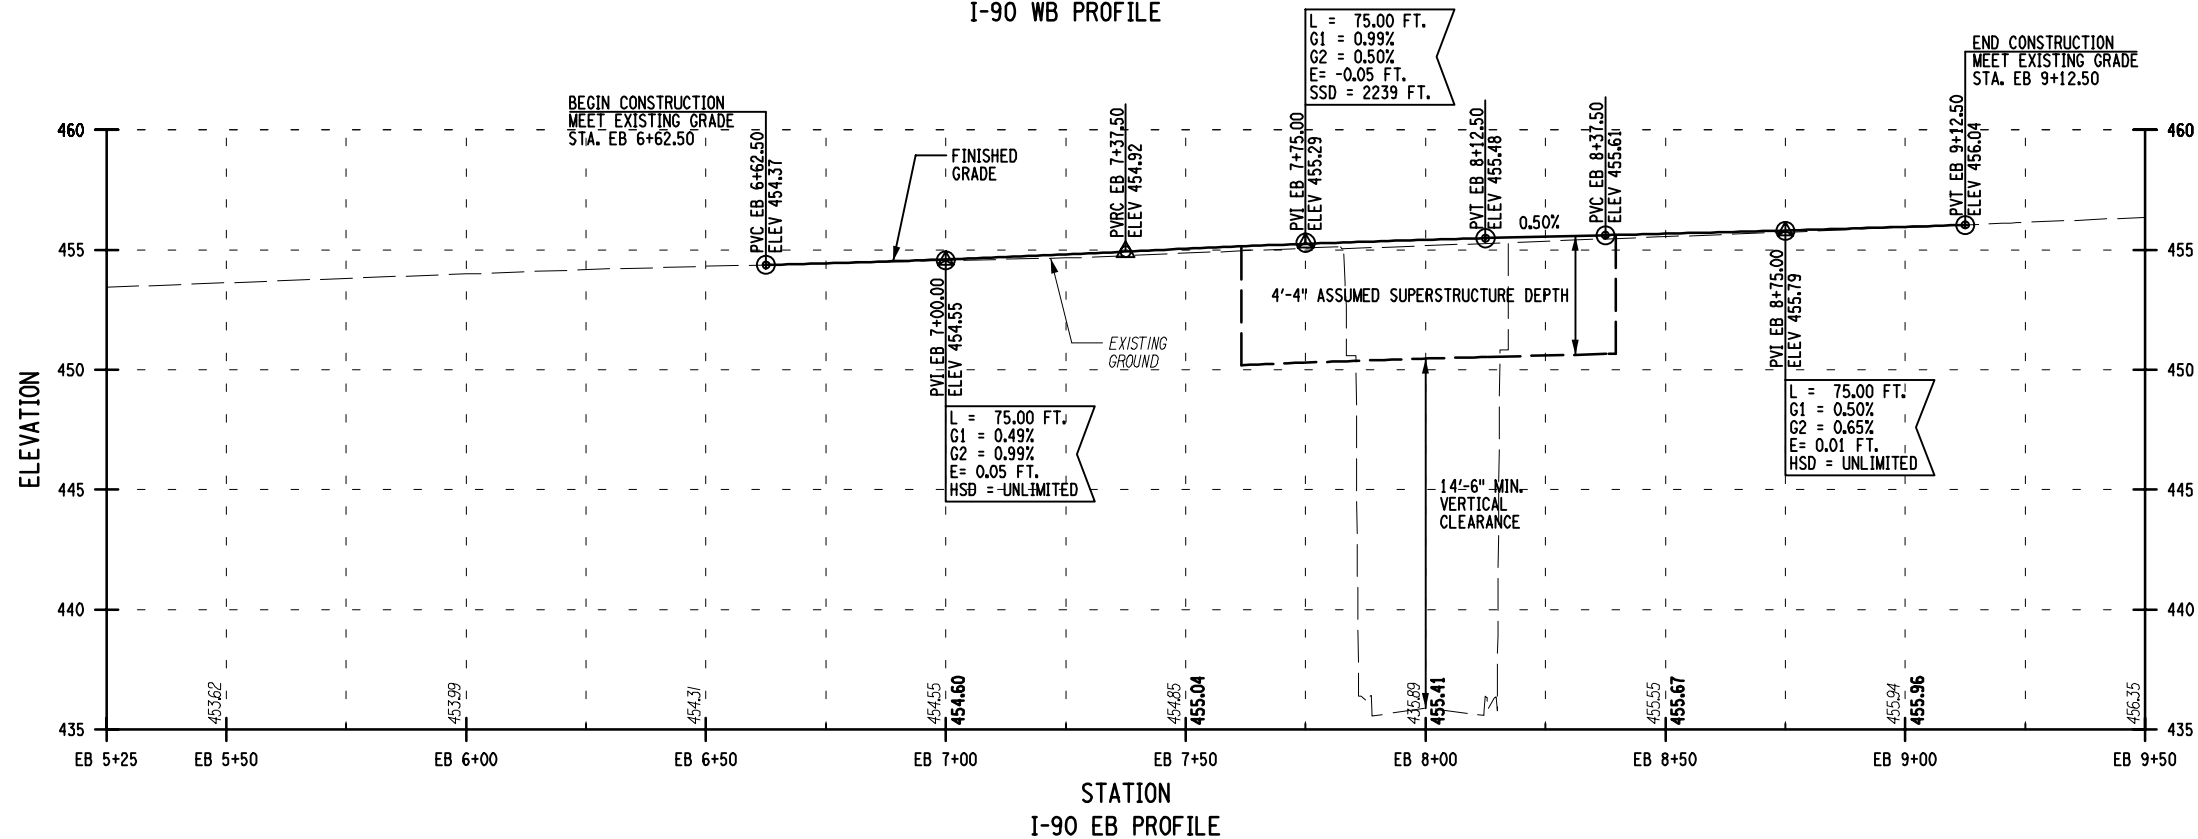 I-90 WB PROFILE
L = 75.00 FT.
G1 = 0.99%
G2 = 0.50%
E= -0.05 FT.
SSD = 2239 FT.
END CONSTRUCTION
MEET EXISTING GRADE
STA. EB 9+12.50
BEGIN CONSTRUCTION
MEET EXISTING GRADE
STA. EB 6+62.50
PVC EB 6+62.50
ELEV 454.37
FINISHED
GRADE
PVRC EB 7+37.50
ELEV 454.92
PVI EB 7+75.00
ELEV 455.29
PVT EB 8+12.50
ELEV 455.48
0.50%
PVC EB 8+37.50
ELEV 455.61
PVT EB 9+12.50
ELEV 456.04
460
460
455
455
4'-4" ASSUMED SUPERSTRUCTURE DEPTH
PVI EB 7+00.00
ELEV 454.55
EXISTING
GROUND
PVI EB 8+75.00
ELEV 455.79
450
450
L = 75.00 FT.
G1 = 0.49%
G2 = 0.99%
E= 0.05 FT.
HSD = UNLIMITED
L = 75.00 FT.
G1 = 0.50%
G2 = 0.65%
E= 0.01 FT.
HSD = UNLIMITED
ELEVATION
14'-6" MIN.
VERTICAL
CLEARANCE
445
445
440
440
453.62
453.99
454.31
454.55
454.60
454.85
455.04
435.89
455.41
455.55
455.67
455.94
455.96
456.35
435
435
EB 5+25
EB 5+50
EB 6+00
EB 6+50
EB 7+00
EB 7+50
EB 8+00
EB 8+50
EB 9+00
EB 9+50
STATION
I-90 EB PROFILE